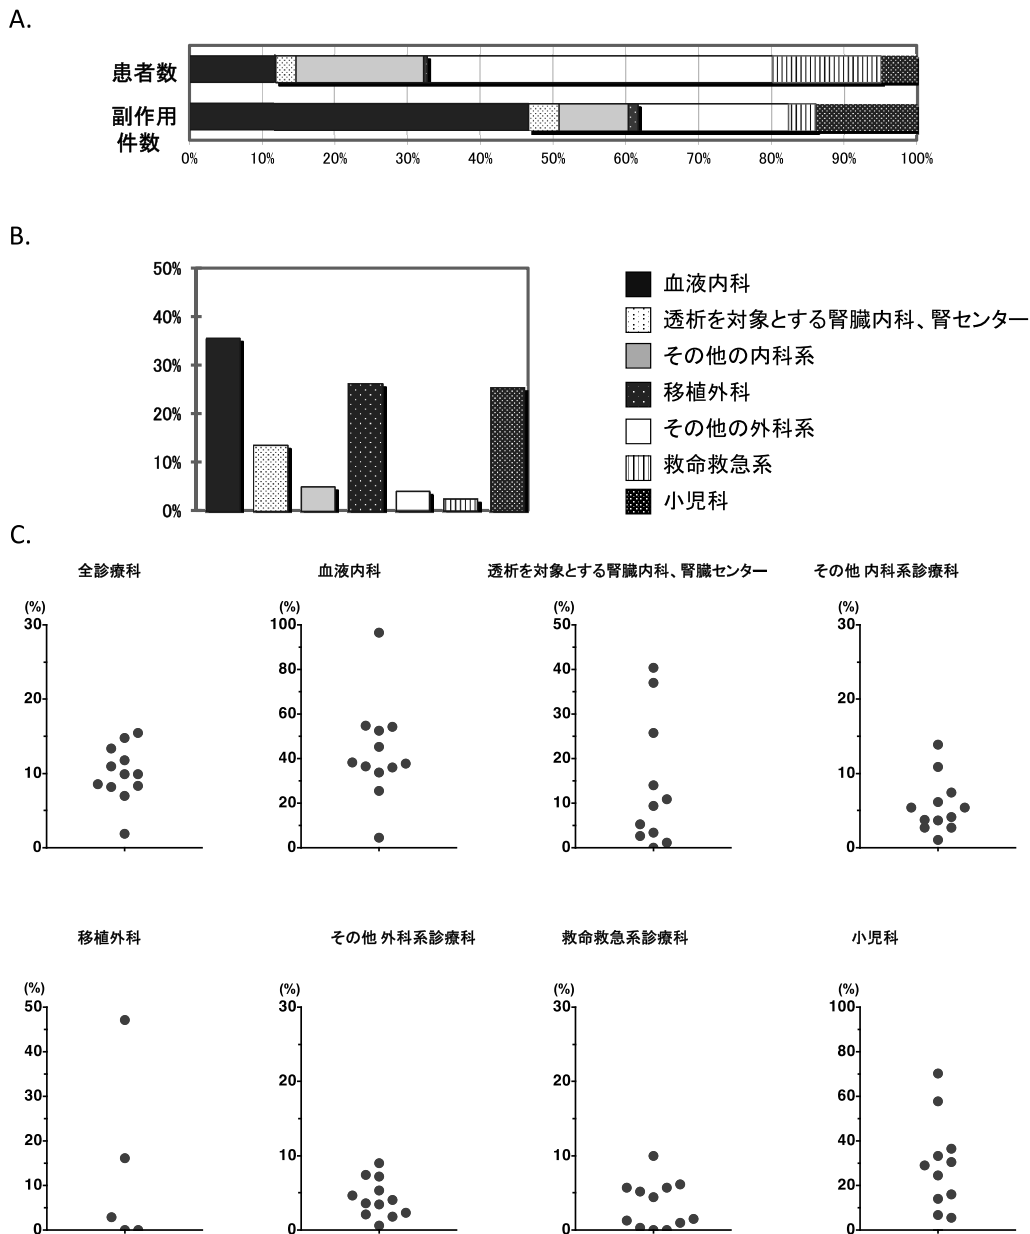 A.
患者数
副作用
件数
0% 10% 20% 30% 40% 50% 60% 70% 80% 90% 100%
B.
50%
40%
30%
20%
10%
0%
血液内科
透析を対象とする腎臓内科、腎センター
その他の内科系
移植外科
その他の外科系
救命救急系
小児科
C.
全診療科
(%)
30
20
10
0
血液内科
(%)
100
80
60
40
20
0
透析を対象とする腎臓内科、腎臓センター
(%)
50
40
30
20
10
0
その他 内科系診療科
(%)
30
20
10
0
移植外科
(%)
50
40
30
20
10
0
その他 外科系診療科
(%)
30
20
10
0
救命救急系診療科
(%)
30
20
10
0
小児科
(%)
100
80
60
40
20
0